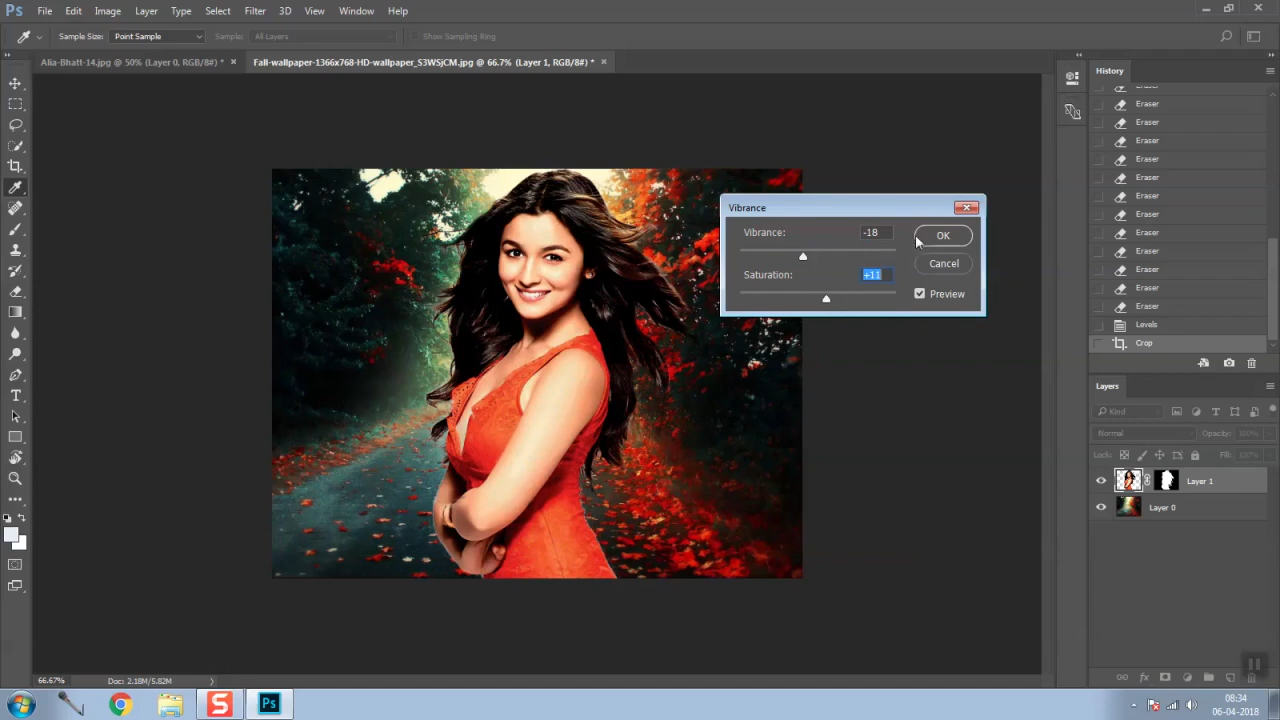 Ps File Edit Image Layer Type Select Filter 3D View Window Help
Sample Size: Point Sample Sample: All Layers Show Sampling Ring
Alia-Bhatt-14.jpg @ 50% (Layer 0, RGB/8#) * × Fall-wallpaper-1366x768-HD-wallpaper_S3WSjCM.jpg @ 66.7% (Layer 1, RGB/8#) * ×
History
Eraser
Eraser
Eraser
Eraser
Eraser
Eraser
Eraser
Eraser
Eraser
Eraser
Eraser
Eraser
Eraser
Levels
Crop
Vibrance
Vibrance: -18 OK
Cancel
Saturation: +11
Preview
Layers
Kind
Normal Opacity: 100%
Lock: Fill: 100%
Layer 1
Layer 0
66.67% Doc: 2.18M/5.82M
S Ps 08:34
06-04-2018